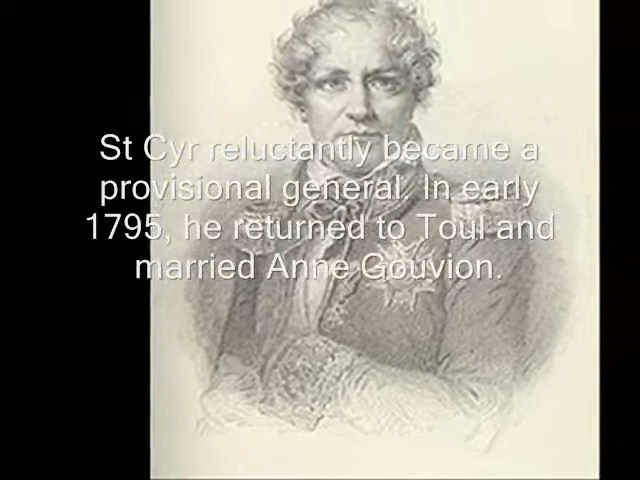 St Cyr reluctantly became a
provisional general. In early
1795, he returned to Toul and
married Anne Gouvion.